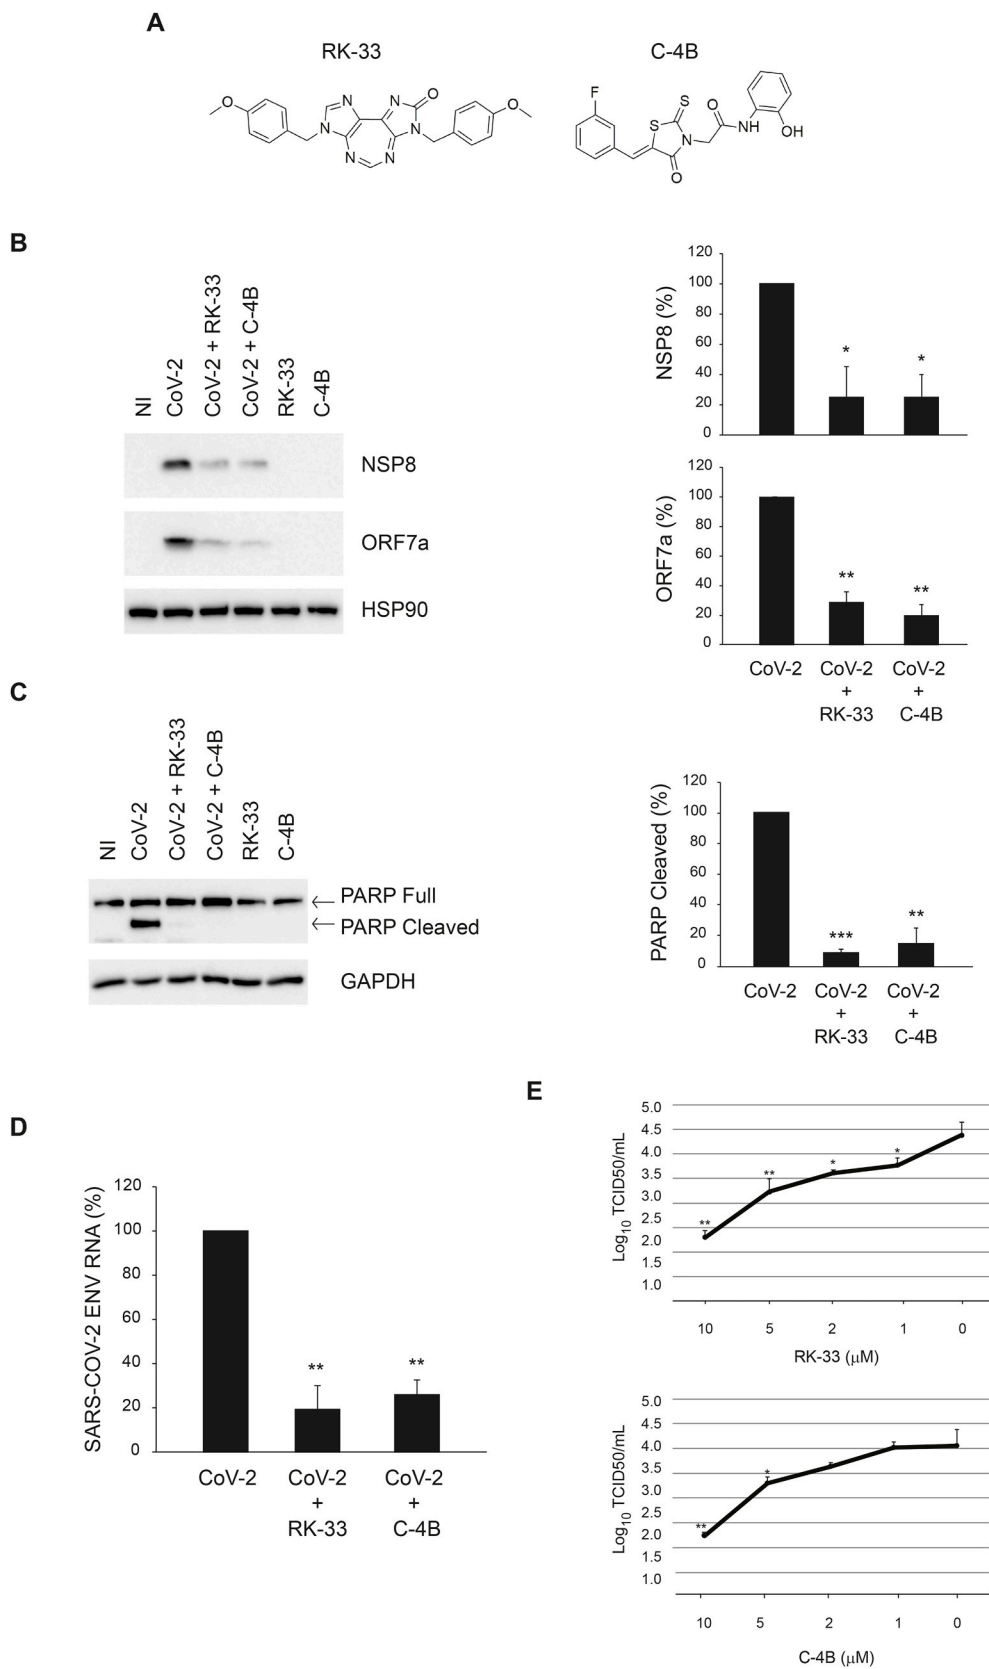 A
RK-33
C-4B
O
N
N
O
N
N
O
N
N
F
S
S
O
NH
OH
N
O
B
NI
CoV-2
CoV-2 + RK-33
CoV-2 + C-4B
RK-33
C-4B
NSP8
ORF7a
HSP90
NSP8 (%)
120
100
80
60
40
20
0
*
*
ORF7a (%)
120
100
80
60
40
20
0
**
**
CoV-2
CoV-2
+
RK-33
CoV-2
+
C-4B
C
NI
CoV-2
CoV-2 + RK-33
CoV-2 + C-4B
RK-33
C-4B
PARP Full
PARP Cleaved
GAPDH
PARP Cleaved (%)
120
100
80
60
40
20
0
***
**
CoV-2
CoV-2
+
RK-33
CoV-2
+
C-4B
D
SARS-COV-2 ENV RNA (%)
120
100
80
60
40
20
0
**
**
CoV-2
CoV-2
+
RK-33
CoV-2
+
C-4B
E
Log10 TCID50/mL
5.0
4.5
4.0
3.5
3.0
2.5
2.0
1.5
1.0
**
**
*
*
10 5 2 1 0
RK-33 (μM)
Log10 TCID50/mL
5.0
4.5
4.0
3.5
3.0
2.5
2.0
1.5
1.0
**
*
10 5 2 1 0
C-4B (μM)